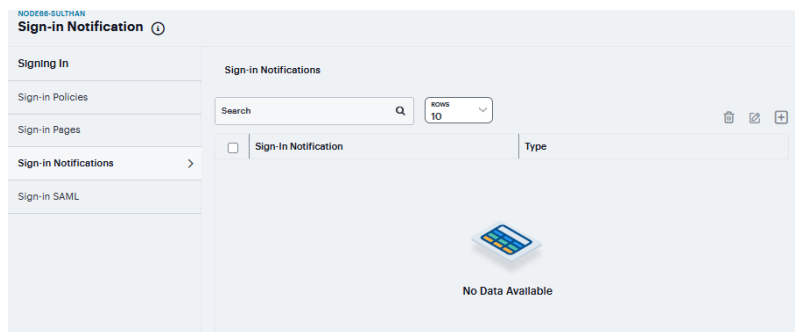 NODE66-SULTHAN
Sign-in Notification
Signing In
Sign-in Policies
Sign-in Pages
Sign-in Notifications
Sign-in SAML
Sign-in Notifications
Search
ROWS
10
Sign-In Notification Type
No Data Available